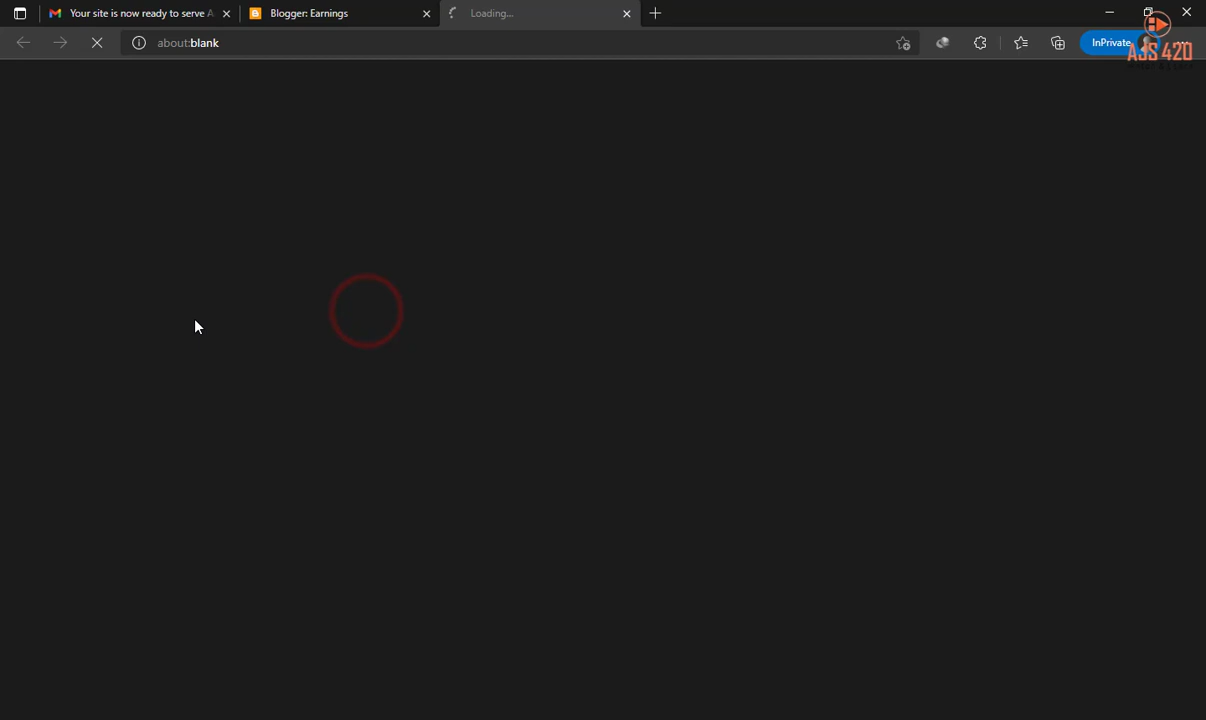 Your site is now ready to serve A
Blogger: Earnings
Loading...
about:blank
InPrivate
AJS 420